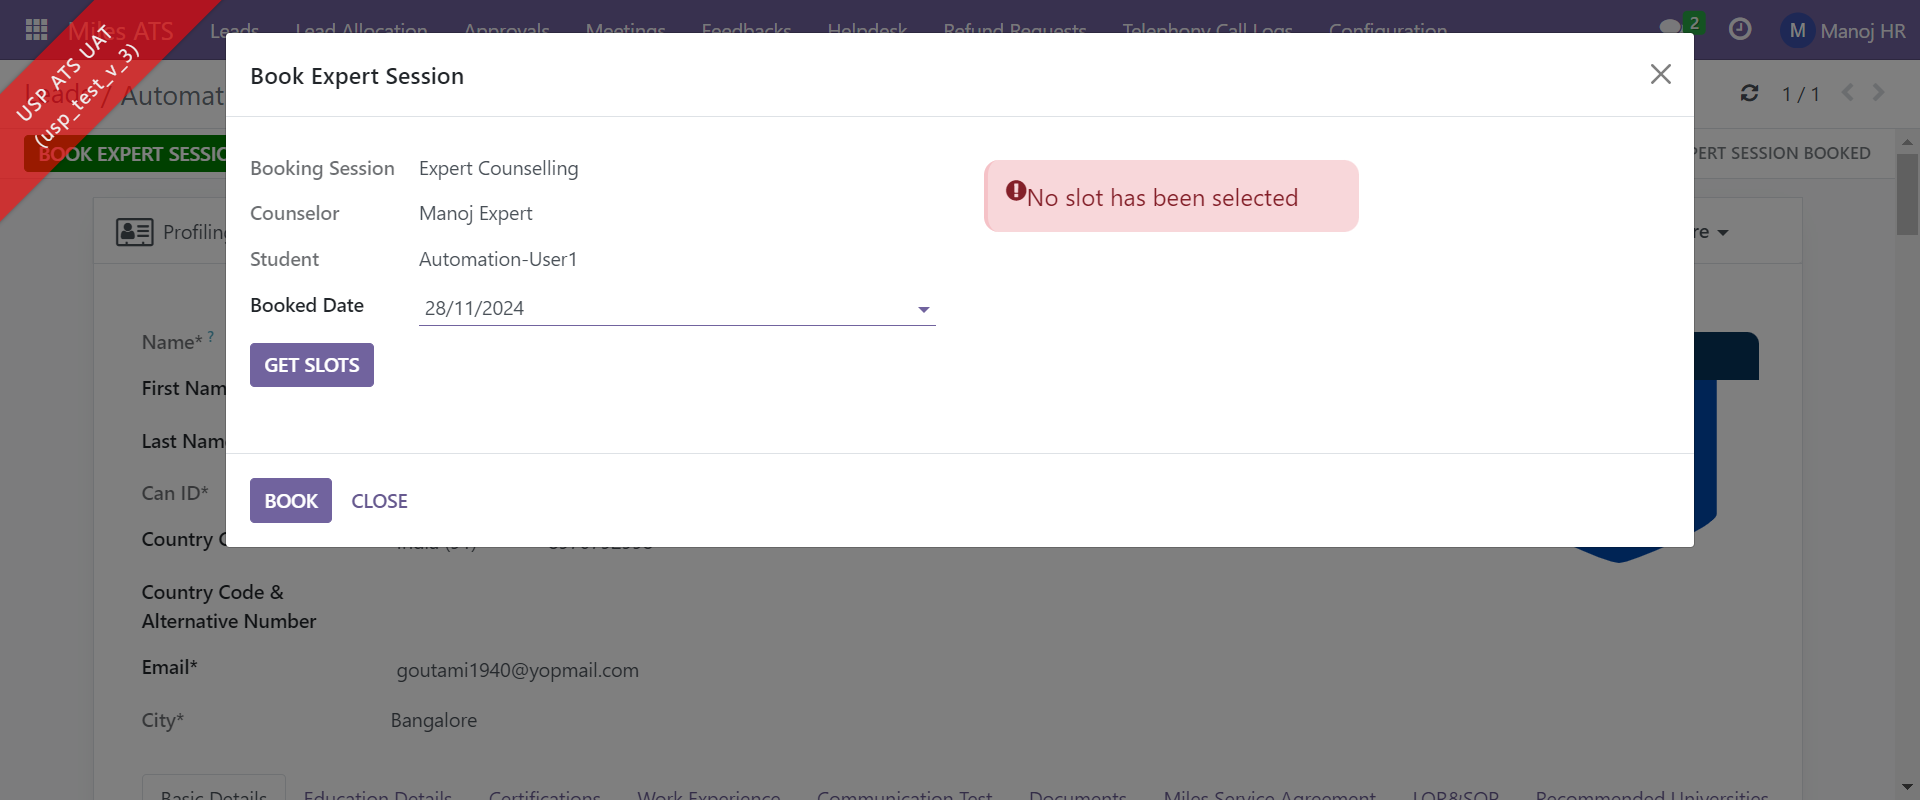 Miles ATS
Leads
Lead Allocation
Approvals
Meetings
Feedbacks
Helpdesk
Refund Requests
Telephony Call Logs
Configuration
2
M Manoj HR
USP ATS UAT
(usp_test_v_3)
Leads / Automat
1 / 1
BOOK EXPERT SESSIO
PERT SESSION BOOKED
Book Expert Session
Booking Session Expert Counselling
No slot has been selected
Counselor Manoj Expert
Profiling
re
Student Automation-User1
Booked Date 28/11/2024
GET SLOTS
Name* ?
First Nam
Last Nam
Can ID*
BOOK CLOSE
Country C
Country Code &
Alternative Number
Email* goutami1940@yopmail.com
City* Bangalore
Basic Details
Education Details
Certifications
Work Experience
Communication Test
Documents
Miles Service Agreement
LOR&SOP
Recommended Universities